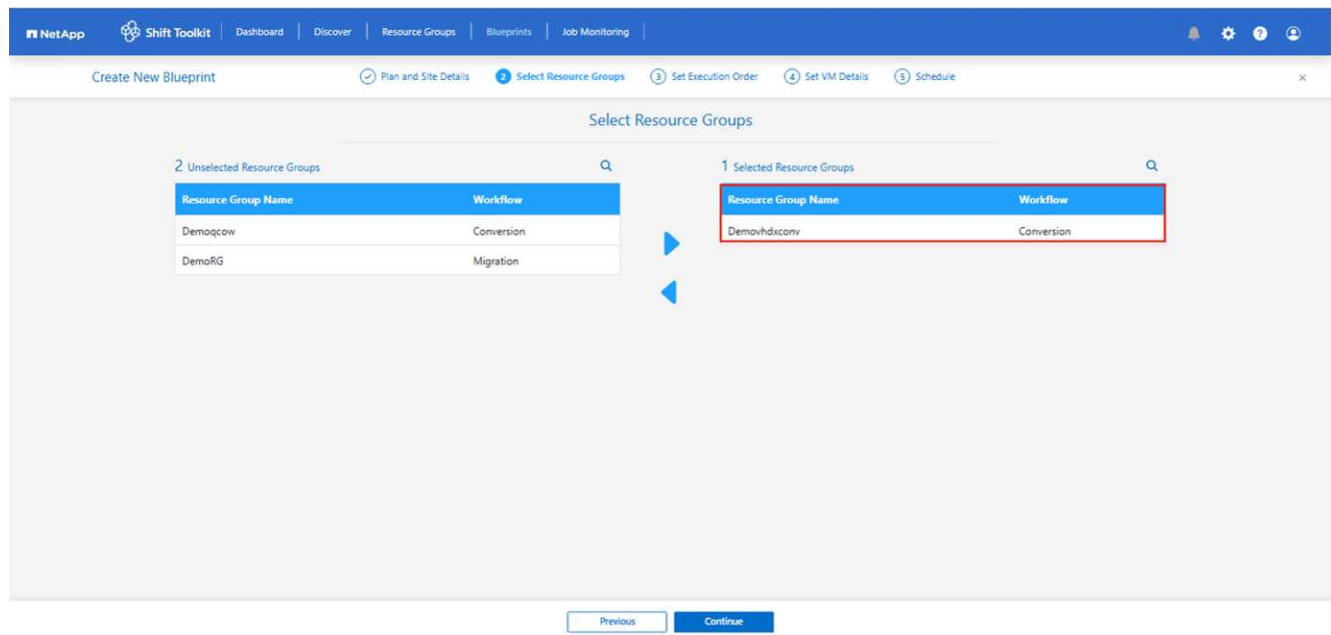 NetApp Shift Toolkit Dashboard Discover Resource Groups Blueprints Job Monitoring ?
Create New Blueprint Plan and Site Details 2 Select Resource Groups 3 Set Execution Order 4 Set VM Details 5 Schedule ×
Select Resource Groups
2 Unselected Resource Groups
Resource Group Name Workflow
Demoqcow Conversion
DemoRG Migration
1 Selected Resource Groups
Resource Group Name Workflow
Demovhdxconv Conversion
Previous Continue